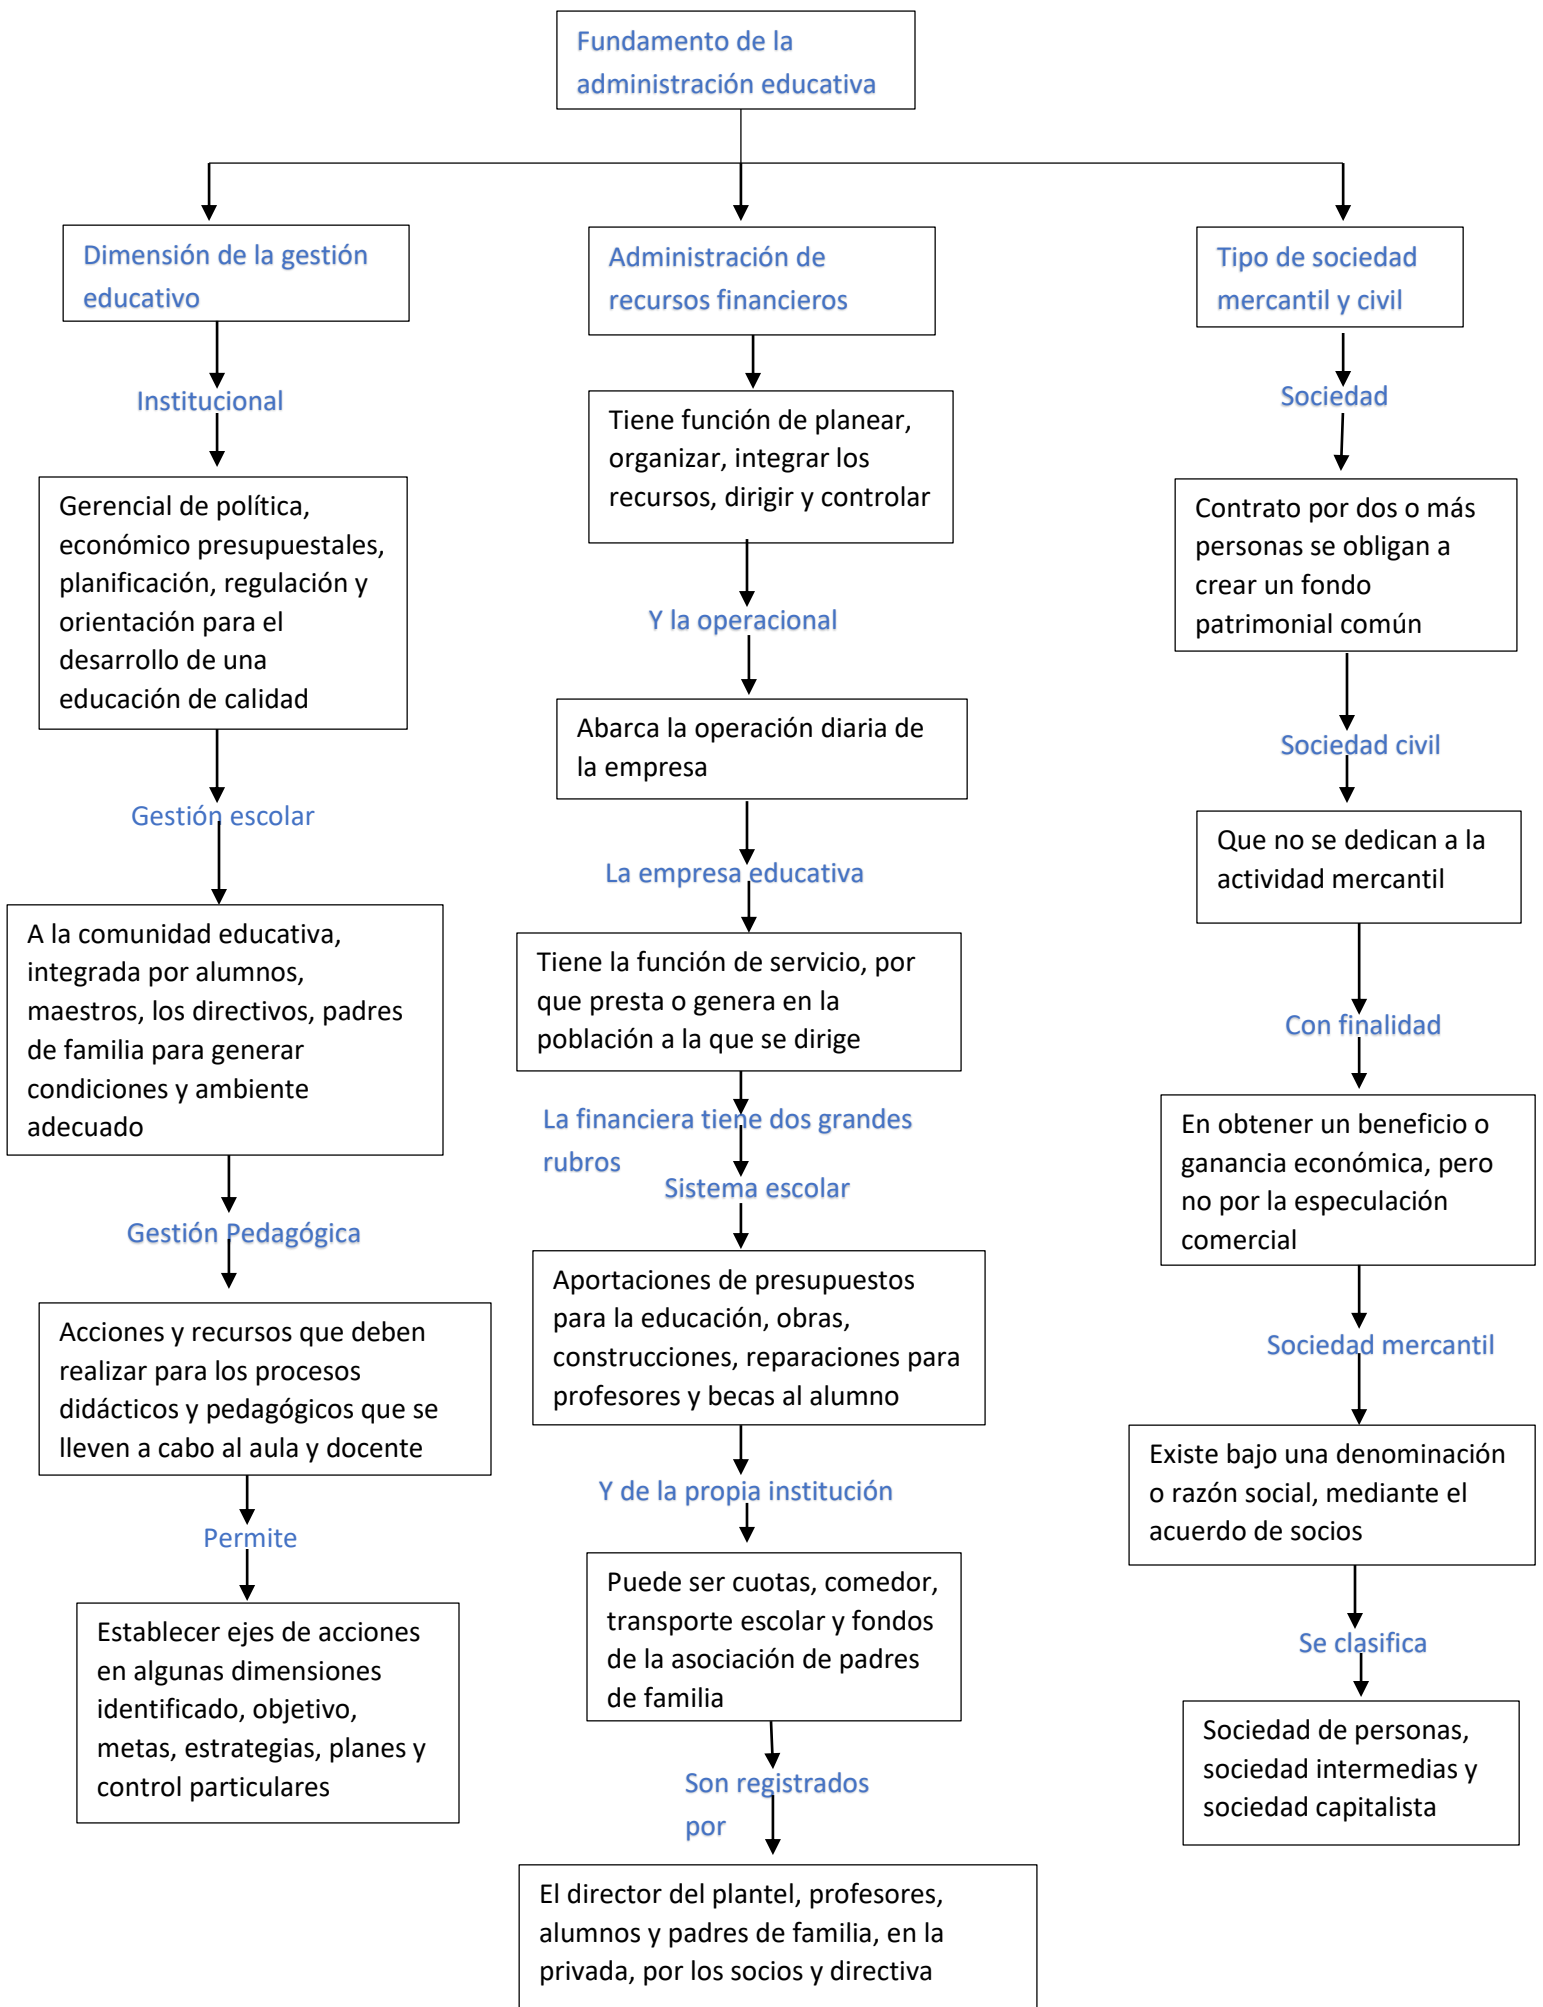 Fundamento de la
administración educativa
Dimensión de la gestión
educativo
Institucional
Gerencial de política,
económico presupuestales,
planificación, regulación y
orientación para el
desarrollo de una
educación de calidad
Gestión escolar
A la comunidad educativa,
integrada por alumnos,
maestros, los directivos, padres
de familia para generar
condiciones y ambiente
adecuado
Gestión Pedagógica
Acciones y recursos que deben
realizar para los procesos
didácticos y pedagógicos que se
lleven a cabo al aula y docente
Permite
Establecer ejes de acciones
en algunas dimensiones
identificado, objetivo,
metas, estrategias, planes y
control particulares
Administración de
recursos financieros
Tiene función de planear,
organizar, integrar los
recursos, dirigir y controlar
Y la operacional
Abarca la operación diaria de
la empresa
La empresa educativa
Tiene la función de servicio, por
que presta o genera en la
población a la que se dirige
La financiera tiene dos grandes
rubros
Sistema escolar
Aportaciones de presupuestos
para la educación, obras,
construcciones, reparaciones para
profesores y becas al alumno
Y de la propia institución
Puede ser cuotas, comedor,
transporte escolar y fondos
de la asociación de padres
de familia
Son registrados
por
El director del plantel, profesores,
alumnos y padres de familia, en la
privada, por los socios y directiva
Tipo de sociedad
mercantil y civil
Sociedad
Contrato por dos o más
personas se obligan a
crear un fondo
patrimonial común
Sociedad civil
Que no se dedican a la
actividad mercantil
Con finalidad
En obtener un beneficio o
ganancia económica, pero
no por la especulación
comercial
Sociedad mercantil
Existe bajo una denominación
o razón social, mediante el
acuerdo de socios
Se clasifica
Sociedad de personas,
sociedad intermedias y
sociedad capitalista